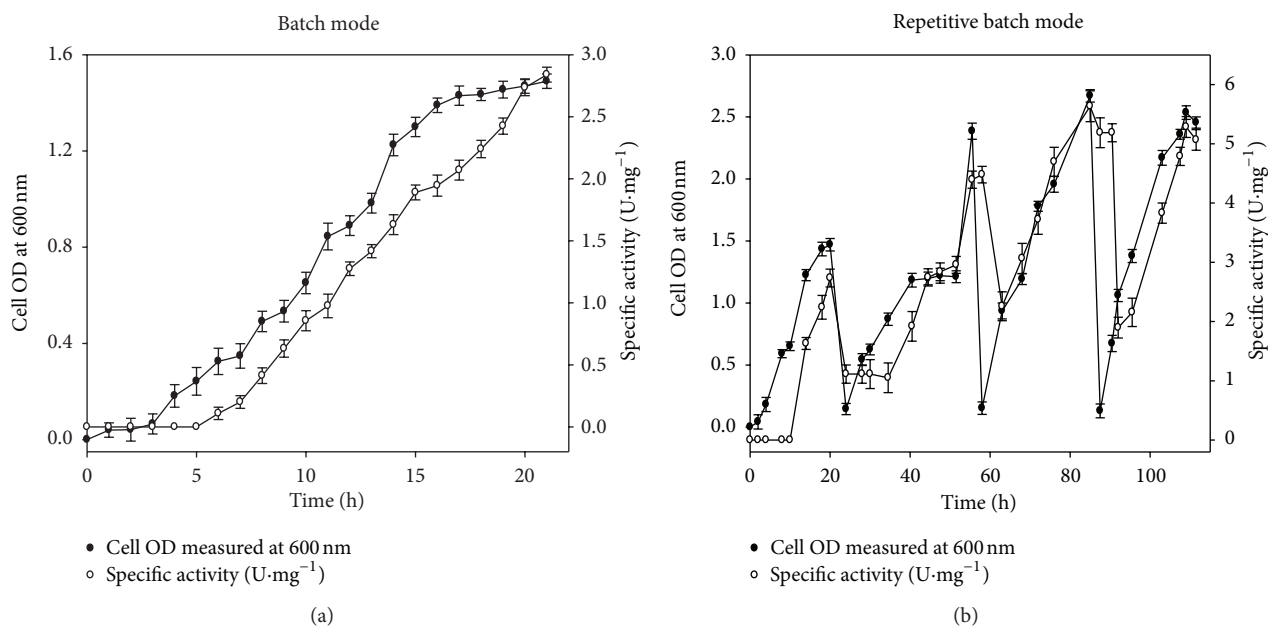 Batch mode
1.6
1.2
0.8
0.4
0.0
Cell OD at 600 nm
3.0
2.5
2.0
1.5
1.0
0.5
0.0
Specific activity (U·mg−1)
0 5 10 15 20
Time (h)
Cell OD measured at 600 nm
Specific activity (U·mg−1)
(a)
Repetitive batch mode
3.0
2.5
2.0
1.5
1.0
0.5
0.0
Cell OD at 600 nm
6
5
4
3
2
1
0
Specific activity (U·mg−1)
0 20 40 60 80 100
Time (h)
Cell OD measured at 600 nm
Specific activity (U·mg−1)
(b)